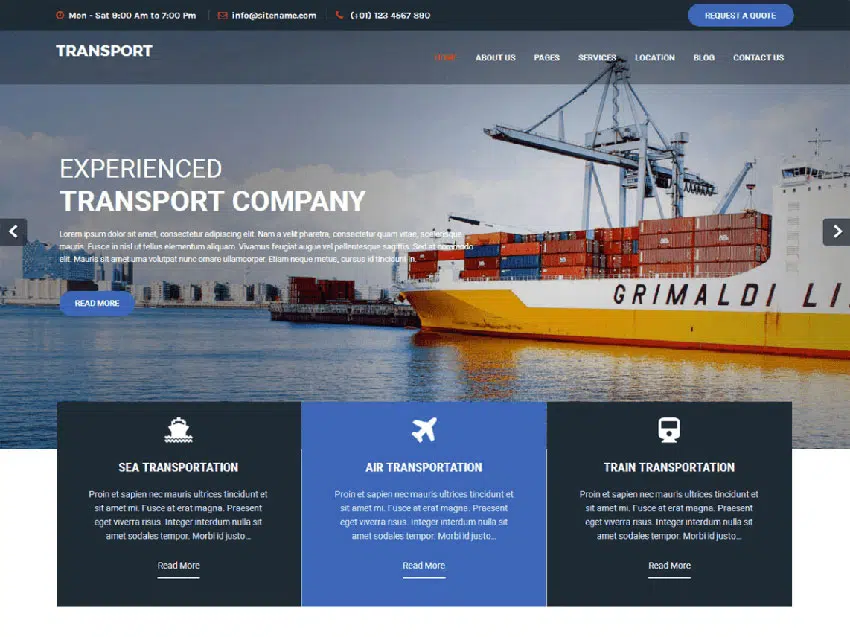 Mon - Sat 9:00 Am to 7:00 Pm
info@sitename.com
(+01) 123 4567 890
REQUEST A QUOTE
TRANSPORT
HOME
ABOUT US
PAGES
SERVICES
LOCATION
BLOG
CONTACT US
EXPERIENCED
TRANSPORT COMPANY
Lorem ipsum dolor sit amet, consectetur adipiscing elit. Nam a velit pharetra, consectetur quam vitae, scelerisque
mauris. Fusce in nisl ut tellus elementum aliquam. Vivamus feugiat augue vel pellentesque sagittis. Sed at commodo
elit. Mauris sit amet urna volutpat nunc ornare ullamcorper. Etiam neque metus, cursus id tincidunt in.
READ MORE
GRIMALDI LI
SEA TRANSPORTATION
Proin et sapien nec mauris ultrices tincidunt et
sit amet mi. Fusce at erat magna. Praesent
eget viverra risus. Integer interdum nulla sit
amet sodales tempor. Morbi id justo...
Read More
AIR TRANSPORTATION
Proin et sapien nec mauris ultrices tincidunt et
sit amet mi. Fusce at erat magna. Praesent
eget viverra risus. Integer interdum nulla sit
amet sodales tempor. Morbi id justo...
Read More
TRAIN TRANSPORTATION
Proin et sapien nec mauris ultrices tincidunt et
sit amet mi. Fusce at erat magna. Praesent
eget viverra risus. Integer interdum nulla sit
amet sodales tempor. Morbi id justo...
Read More